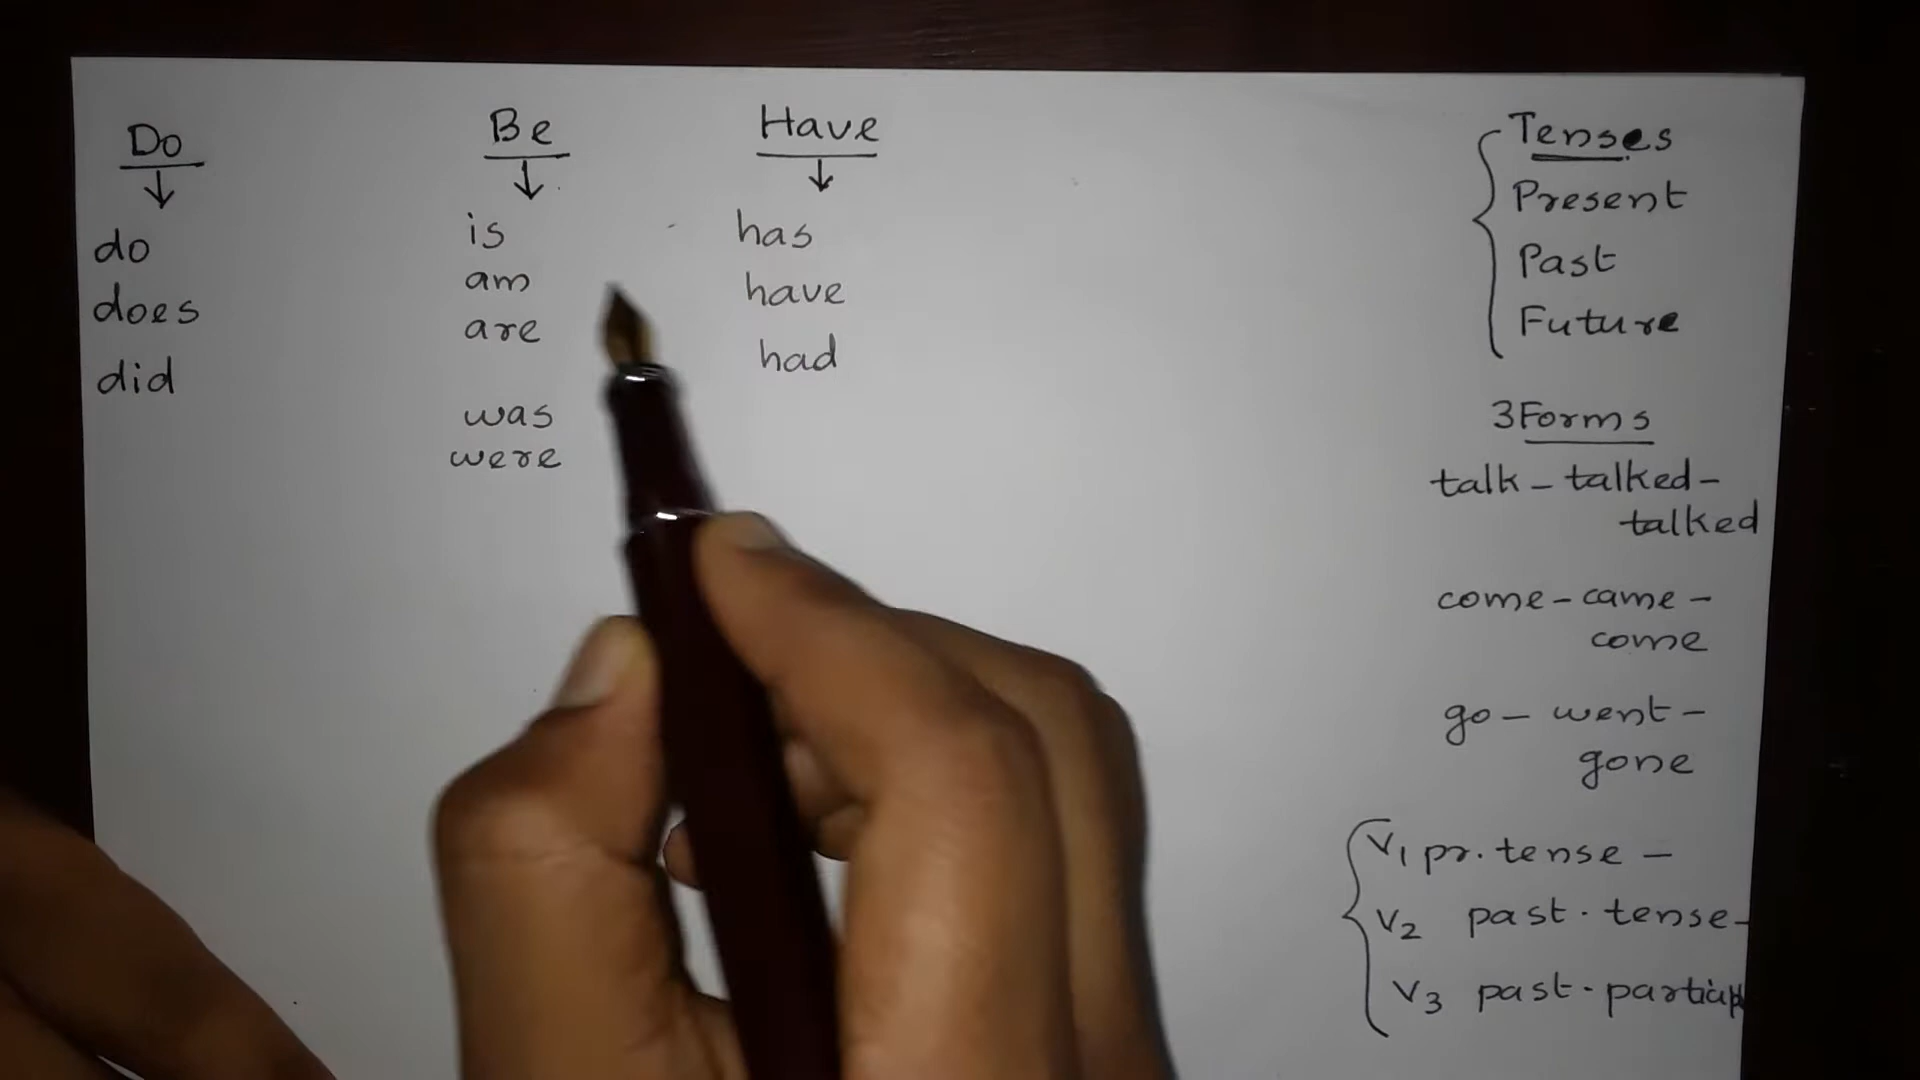 Do
do
does
did
Be
is
am
are
was
were
Have
has
have
had
Tenses
Present
Past
Future
3Forms
talk - talked -
talked
come - came -
come
go - went -
gone
V1 pr. tense -
V2 past. tense -
V3 past.